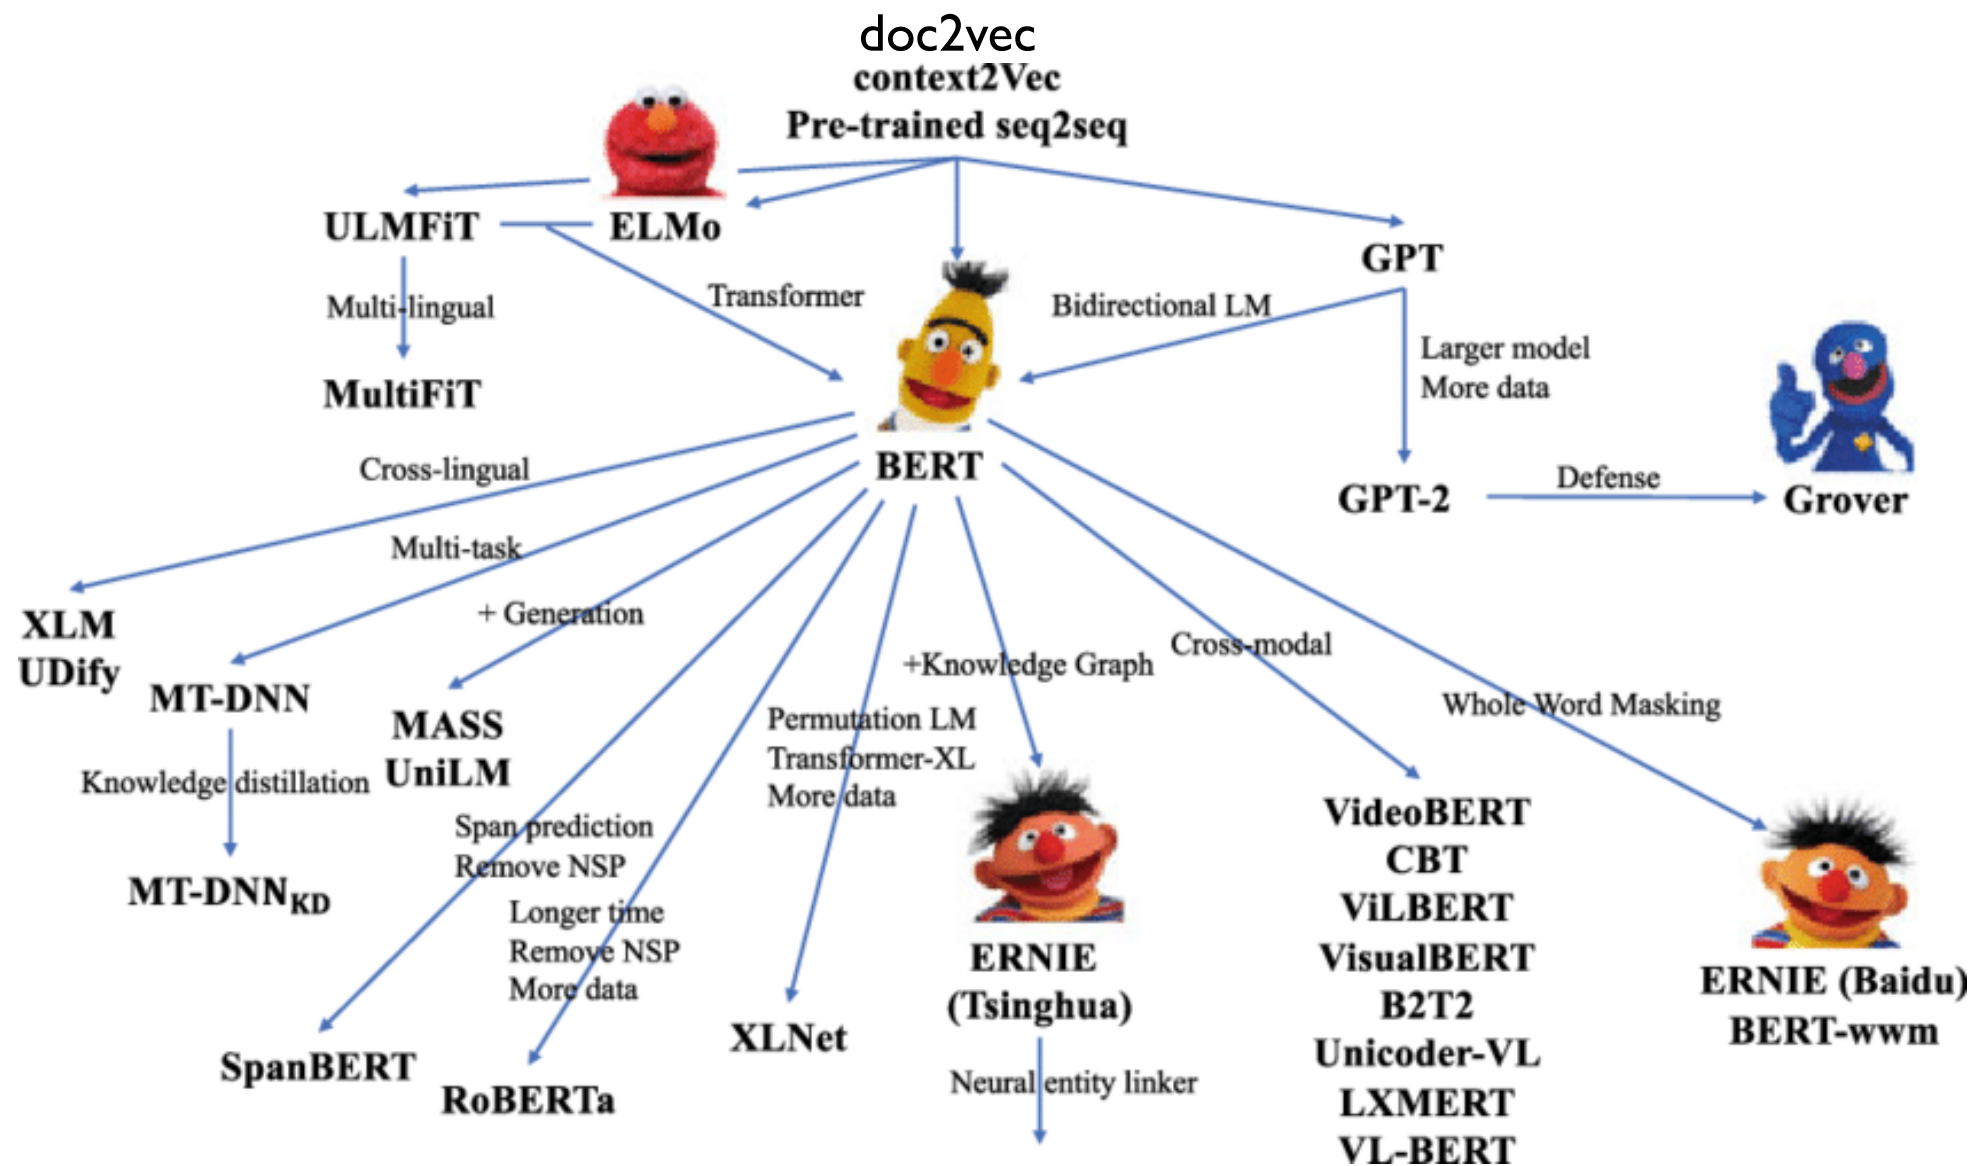 doc2vec
context2Vec
Pre-trained seq2seq
ULMFiT
ELMo
GPT
Multi-lingual
Transformer
Bidirectional LM
Larger model
More data
MultiFiT
BERT
Cross-lingual
GPT-2
Defense
Grover
Multi-task
+ Generation
XLM
UDify
MT-DNN
MASS
UniLM
+Knowledge Graph
Cross-modal
Whole Word Masking
Permutation LM
Transformer-XL
More data
Knowledge distillation
MT-DNNKD
Span prediction
Remove NSP
Longer time
Remove NSP
More data
SpanBERT
RoBERTa
XLNet
ERNIE
(Tsinghua)
Neural entity linker
VideoBERT
CBT
ViLBERT
VisualBERT
B2T2
Unicoder-VL
LXMERT
VL-BERT
ERNIE (Baidu)
BERT-wwm